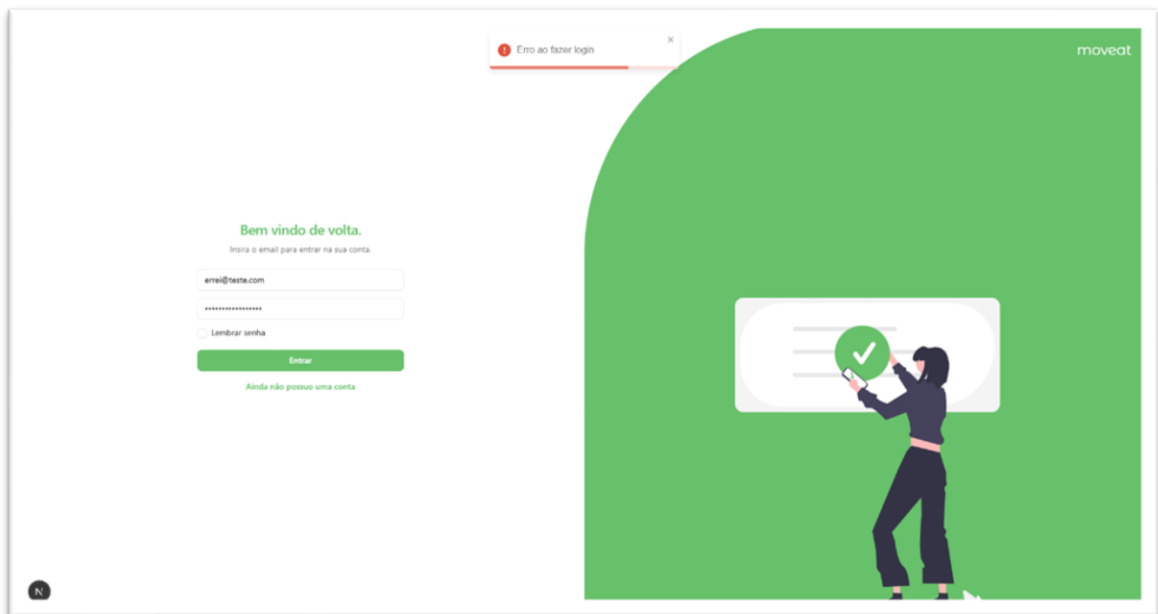 Erro ao fazer login
moveat
Bem vindo de volta.
Insira o email para entrar na sua conta.
errei@teste.com
Lembrar senha
Entrar
Ainda não possuo uma conta
N